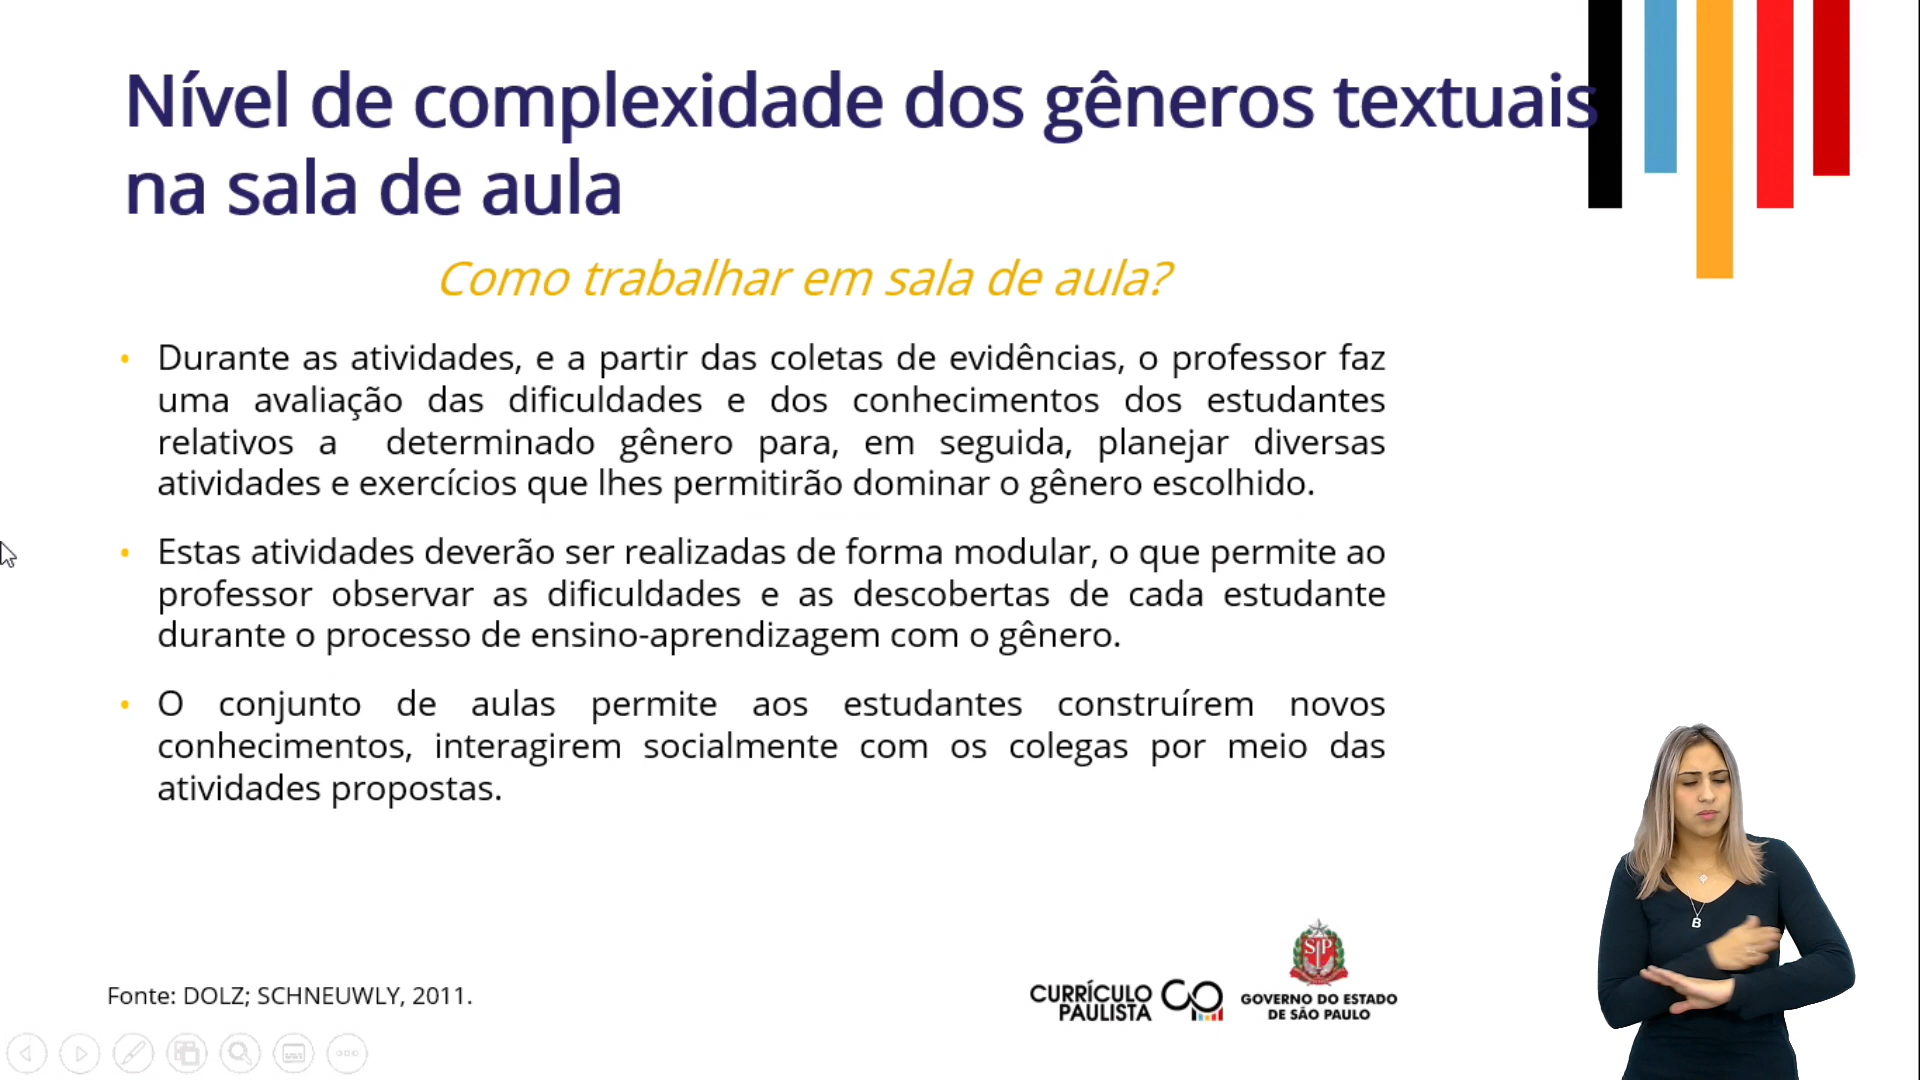 Nível de complexidade dos gêneros textuais
na sala de aula
Como trabalhar em sala de aula?
• Durante as atividades, e a partir das coletas de evidências, o professor faz
uma avaliação das dificuldades e dos conhecimentos dos estudantes
relativos a determinado gênero para, em seguida, planejar diversas
atividades e exercícios que lhes permitirão dominar o gênero escolhido.
• Estas atividades deverão ser realizadas de forma modular, o que permite ao
professor observar as dificuldades e as descobertas de cada estudante
durante o processo de ensino-aprendizagem com o gênero.
• O conjunto de aulas permite aos estudantes construírem novos
conhecimentos, interagirem socialmente com os colegas por meio das
atividades propostas.
B
SP
Fonte: DOLZ; SCHNEUWLY, 2011.
CURRÍCULO
PAULISTA
GOVERNO DO ESTADO
DE SÃO PAULO